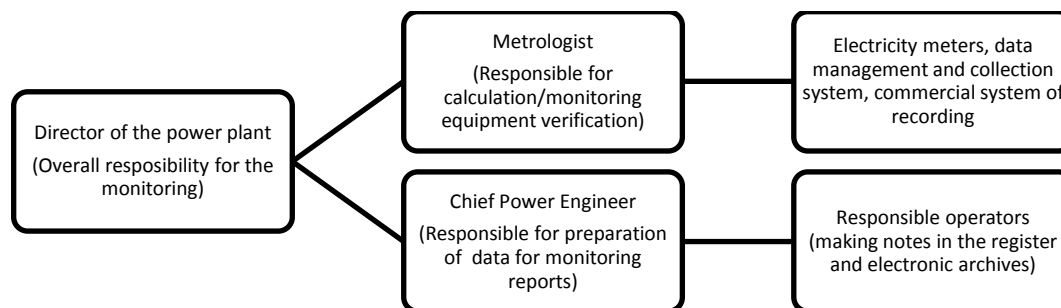 Director of the power plant
(Overall resposibility for the
monitoring)
Metrologist
(Responsible for
calculation/monitoring
equipment verification)
Electricity meters, data
management and collection
system, commercial system of
recording
Chief Power Engineer
(Responsible for preparation
of data for monitoring
reports)
Responsible operators
(making notes in the register
and electronic archives)